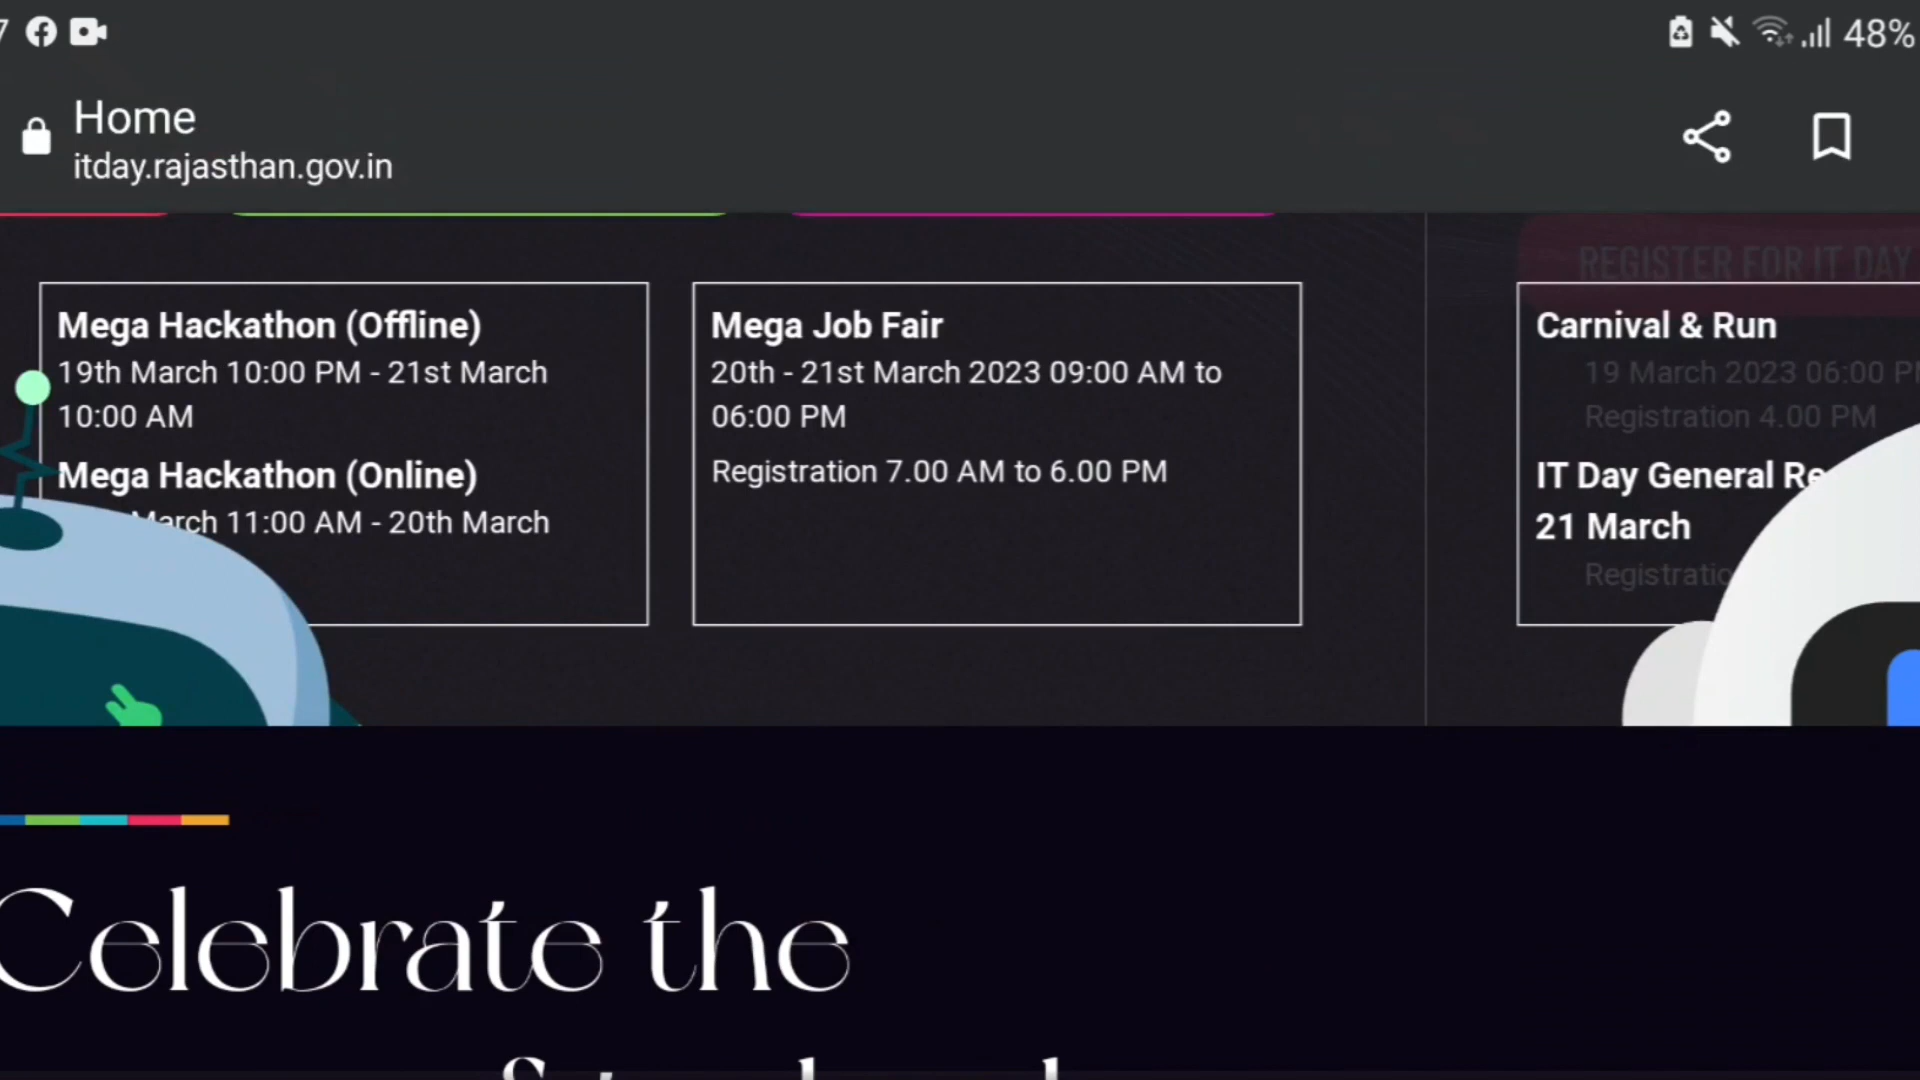 48%
Home
itday.rajasthan.gov.in
REGISTER FOR IT DAY
Mega Hackathon (Offline)
19th March 10:00 PM - 21st March
10:00 AM
Mega Hackathon (Online)
March 11:00 AM - 20th March
Mega Job Fair
20th - 21st March 2023 09:00 AM to
06:00 PM
Registration 7.00 AM to 6.00 PM
Carnival & Run
19 March 2023 06:00
Registration 4.00 PM
IT Day General
21 March
Celebrate the